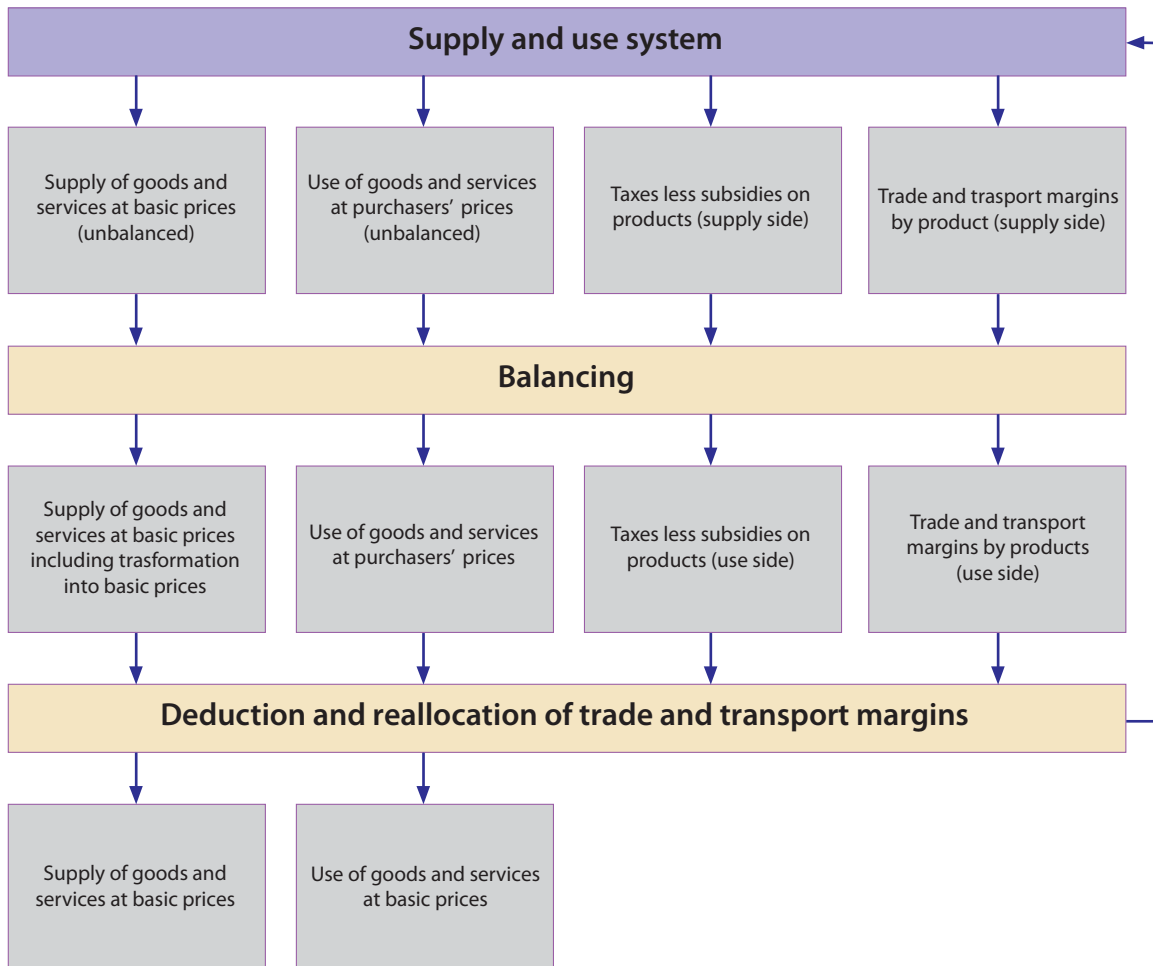 Supply and use system
Supply of goods and
services at basic prices
(unbalanced)
Use of goods and services
at purchasers’ prices
(unbalanced)
Taxes less subsidies on
products (supply side)
Trade and trasport margins
by product (supply side)
Balancing
Supply of goods and
services at basic prices
including trasformation
into basic prices
Use of goods and services
at purchasers’ prices
Taxes less subsidies on
products (use side)
Trade and transport
margins by products
(use side)
Deduction and reallocation of trade and transport margins
Supply of goods and
services at basic prices
Use of goods and services
at basic prices